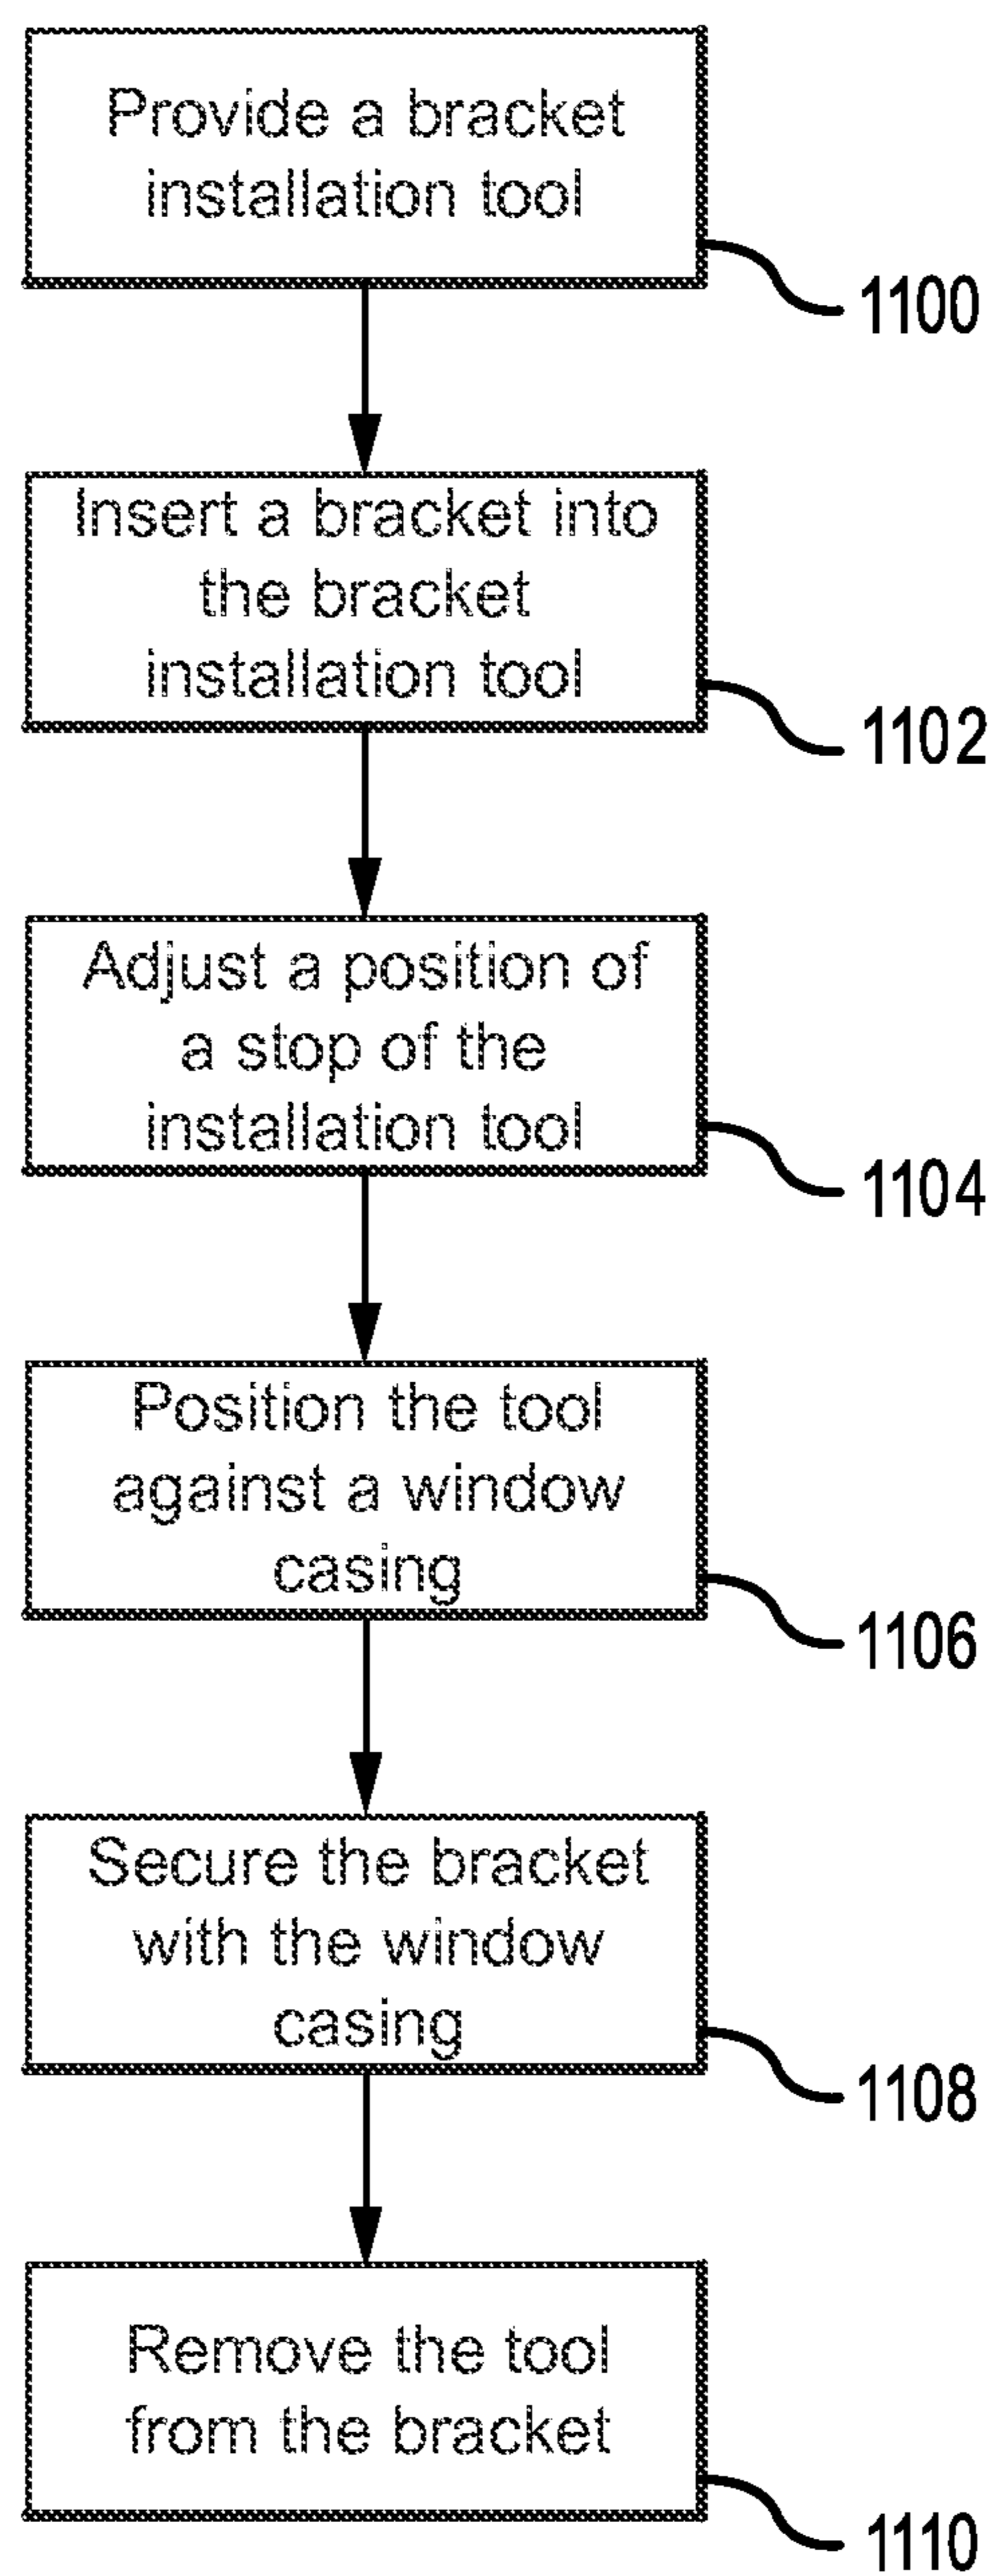 Provide a bracket
installation tool
1100
Insert a bracket into
the bracket
installation tool
1102
Adjust a position of
a stop of the
installation tool
1104
Position the tool
against a window
casing
1106
Secure the bracket
with the window
casing
1108
Remove the tool
from the bracket
1110